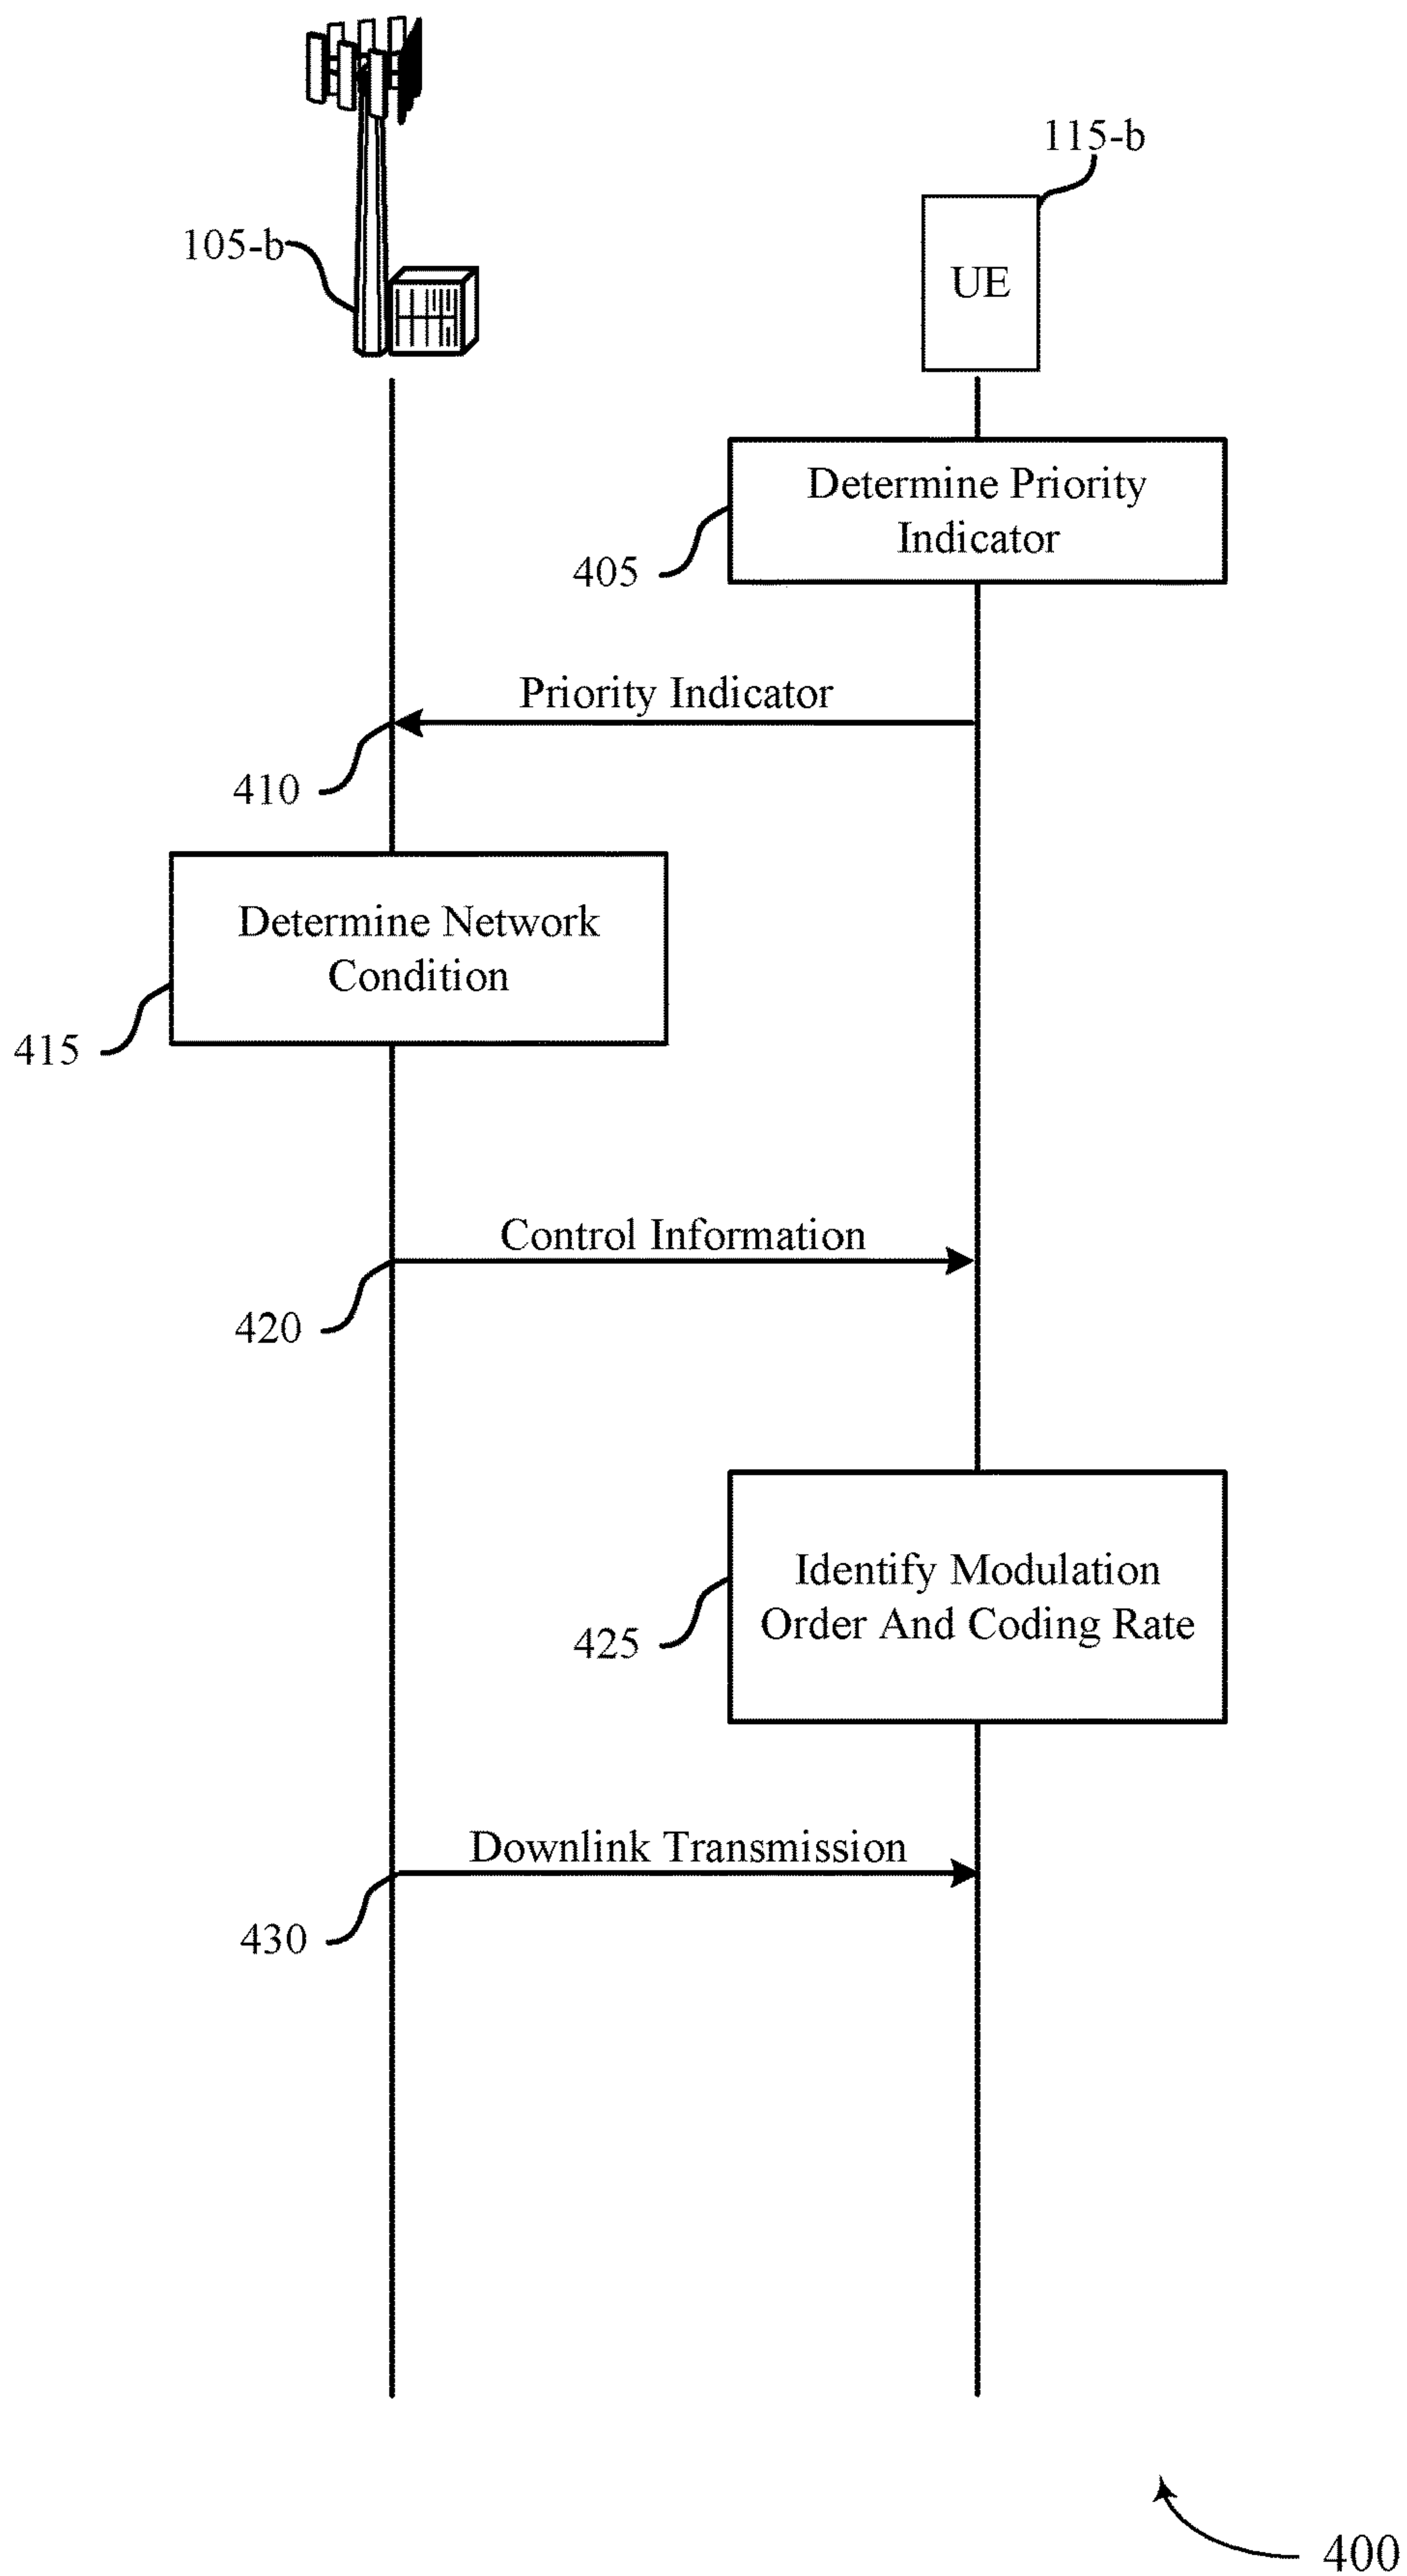 115-b
105-b
UE
Determine Priority
Indicator
405
Priority Indicator
410
Determine Network
Condition
415
Control Information
420
Identify Modulation
Order And Coding Rate
425
Downlink Transmission
430
400